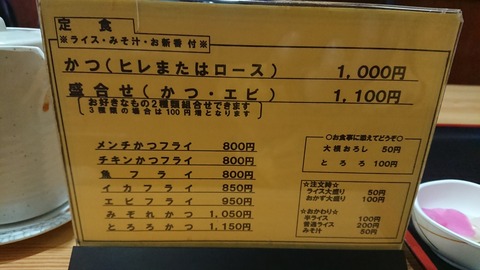 定 食
※ライス・みそ汁・お新香 付※
かつ(ヒレまたはロース) 1,000円
盛合せ(かつ・エビ) 1,100円
お好きなもの2種類組合せできます
3種類の場合は100円増となります
メンチかつフライ 800円
チキンかつフライ 800円
魚フライ 800円
イカフライ 850円
エビフライ 950円
みぞれかつ 1,050円
とろろかつ 1,150円
○お食事に添えてどうぞ○
大根おろし 50円
とろろ 100円
☆注文時☆
ライス大盛り 50円
おかず大盛り 100円
☆おかわり☆
半ライス 100円
普通ライス 200円
みそ汁 50円